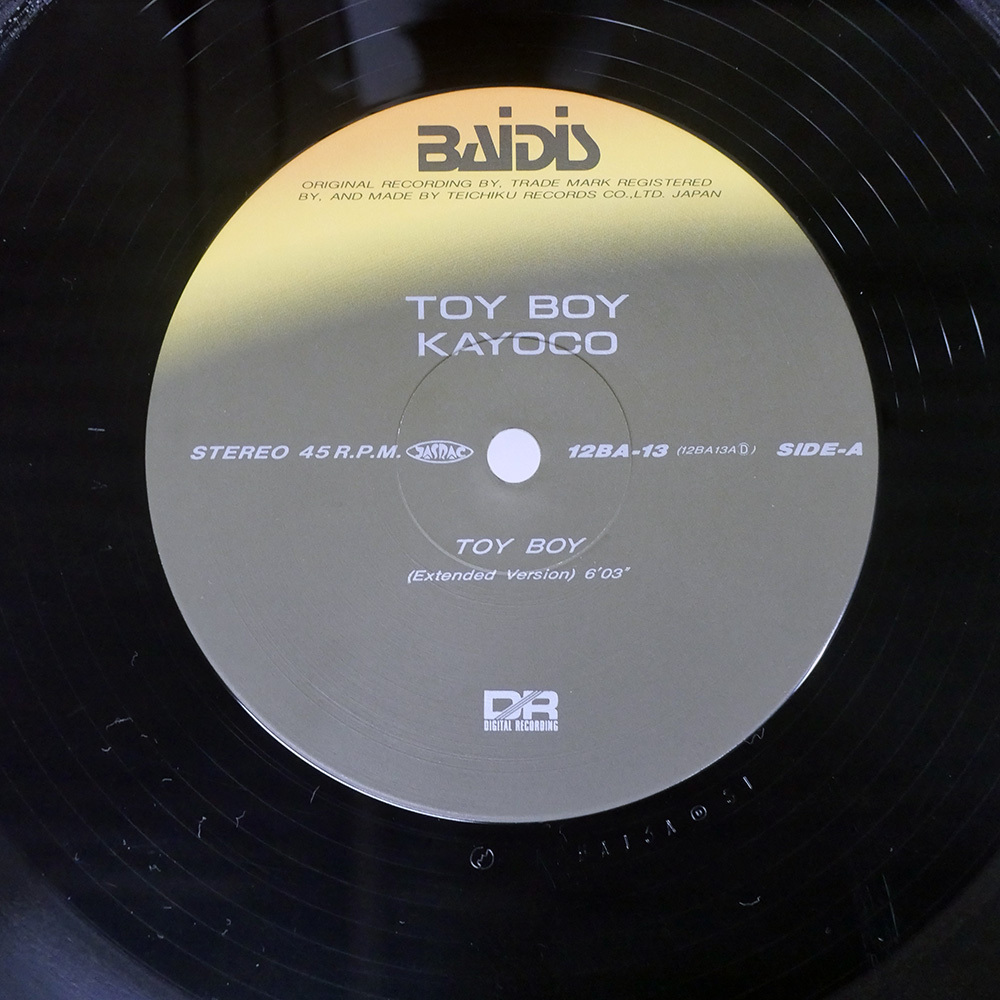 BAiDiS
ORIGINAL RECORDING BY, TRADE MARK REGISTERED
BY, AND MADE BY TEICHIKU RECORDS CO.,LTD. JAPAN
TOY BOY
KAYOCO
STEREO 45 R.P.M. JASRAC 12BA-13 (12BA13AⒹ) SIDE-A
TOY BOY
(Extended Version) 6'03"
DR
DIGITAL RECORDING